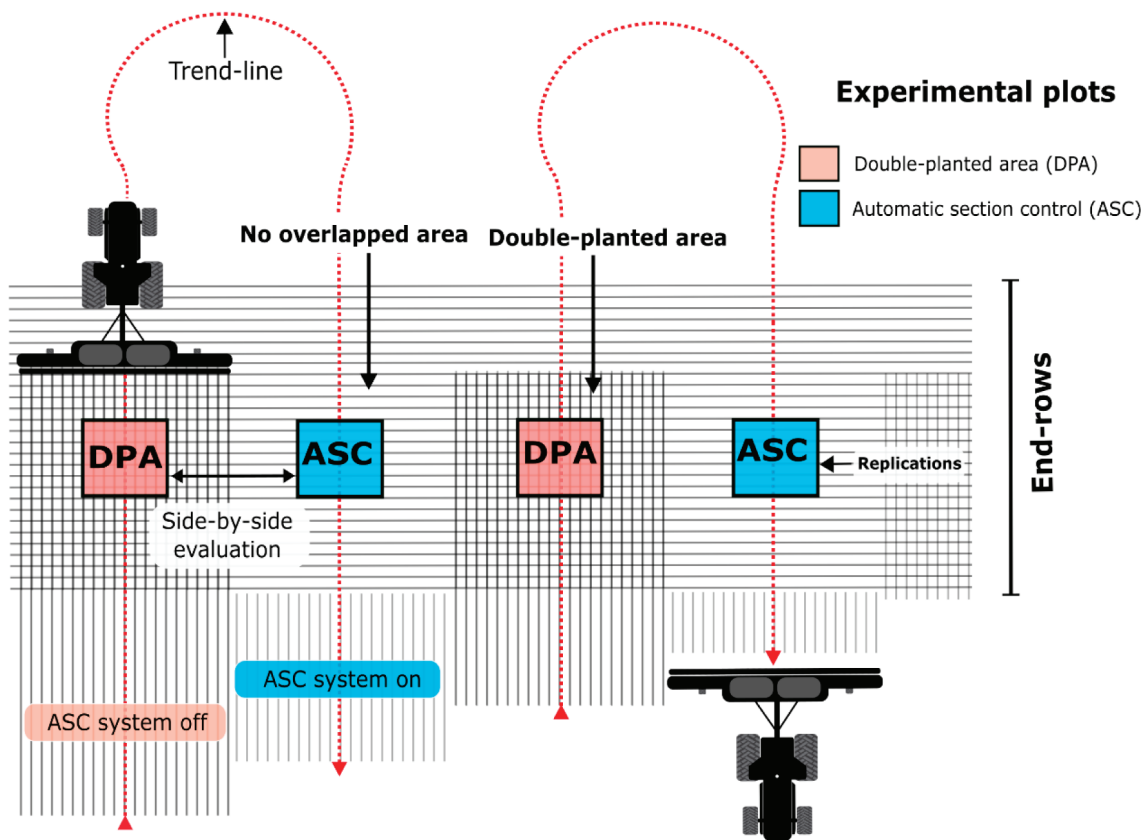 Trend-line
Experimental plots
Double-planted area (DPA)
Automatic section control (ASC)
No overlapped area
Double-planted area
DPA
ASC
DPA
ASC
Replications
End-rows
Side-by-side
evaluation
ASC system on
ASC system off